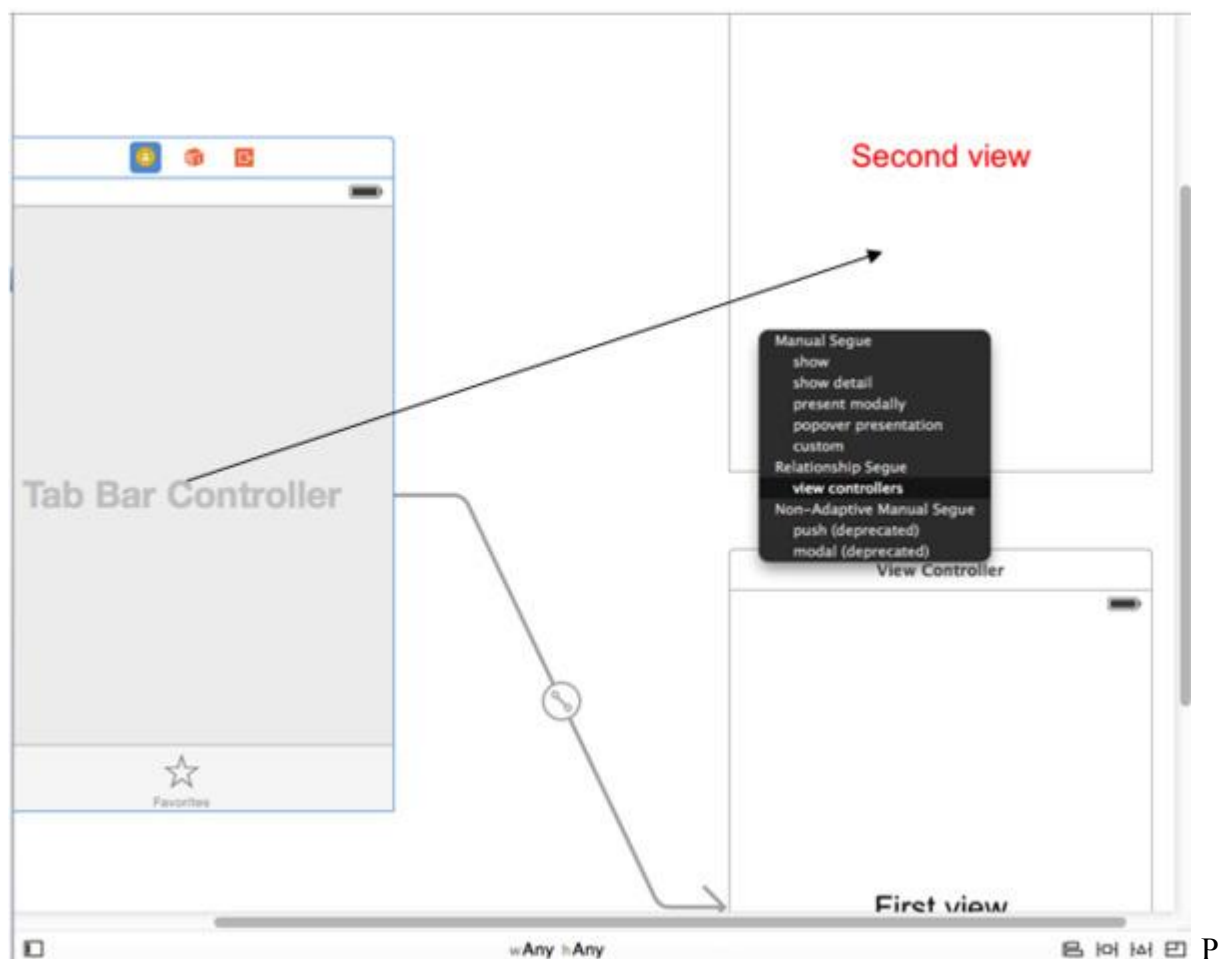 Second view
Tab Bar Controller
Favorites
Manual Segue
show
show detail
present modally
popover presentation
custom
Relationship Segue
view controllers
Non-Adaptive Manual Segue
push (deprecated)
modal (deprecated)
View Controller
First view
wAny hAny
P